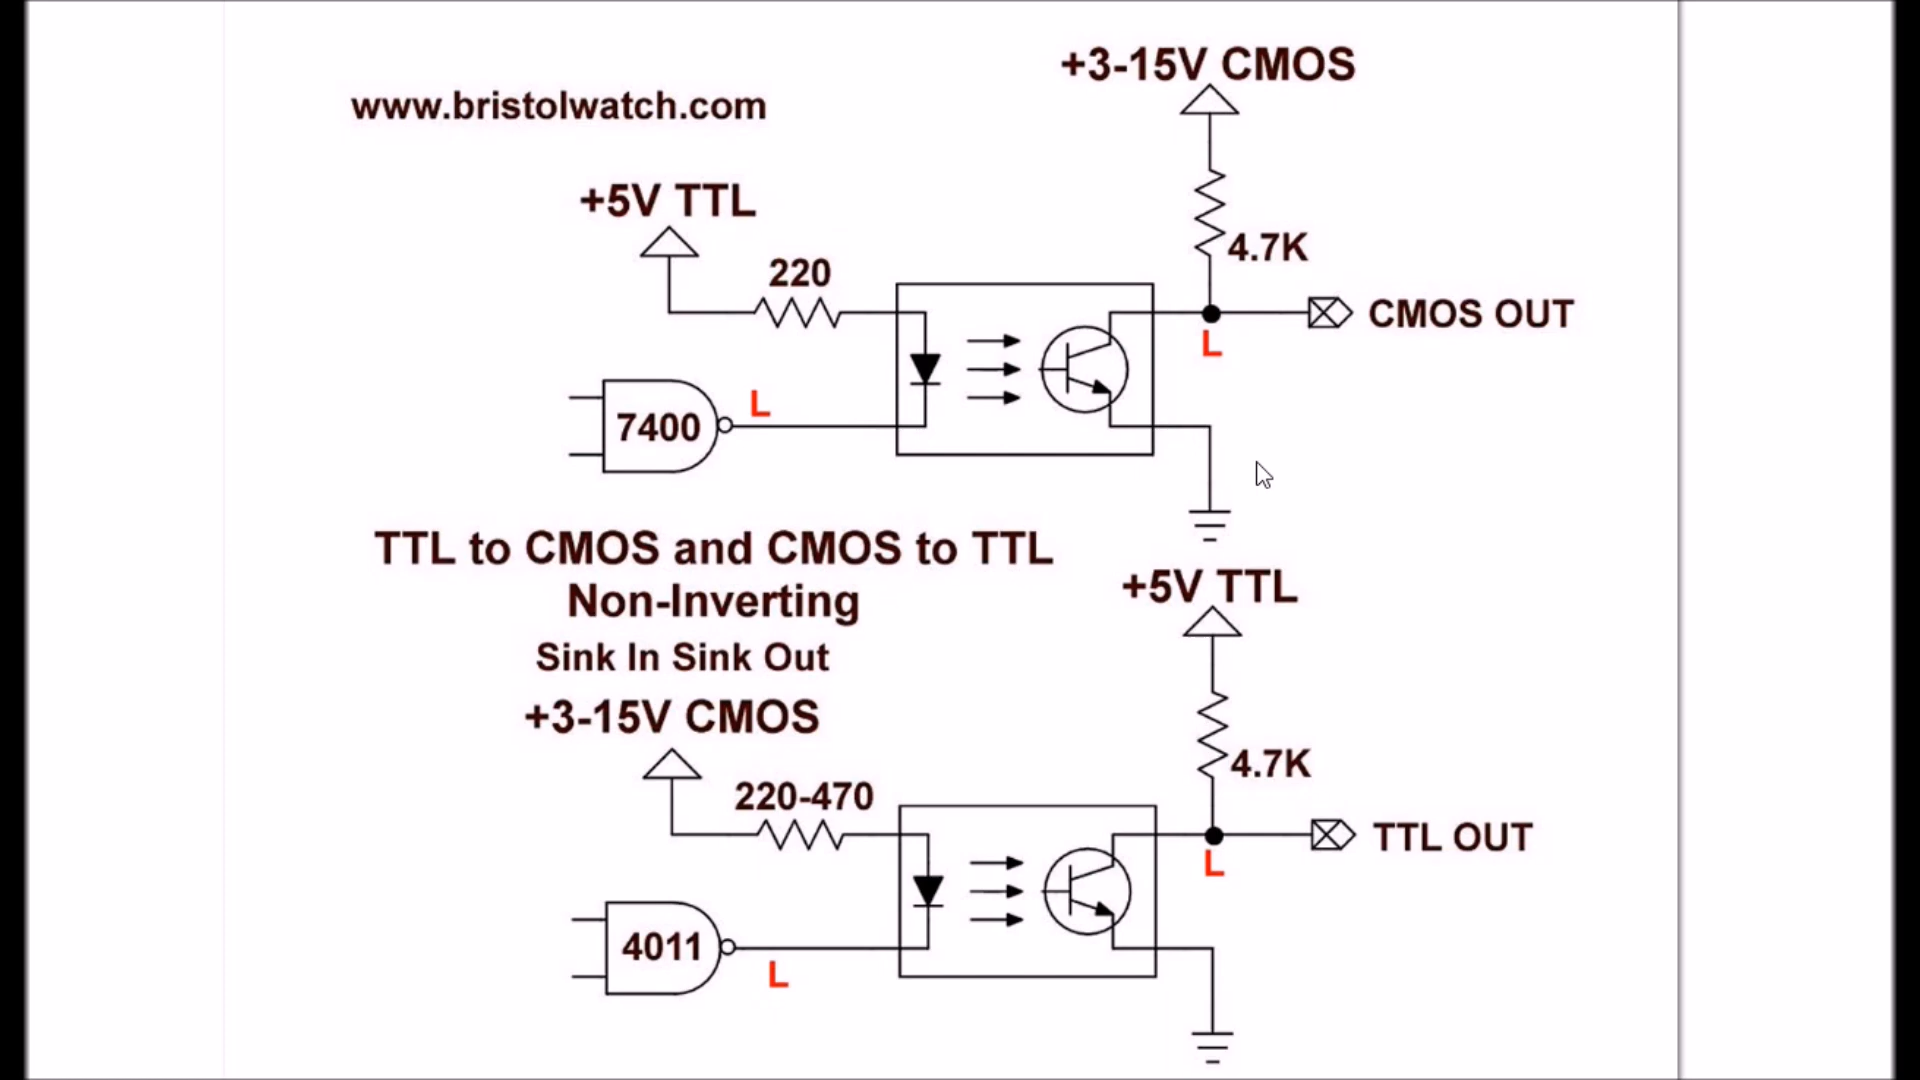 +3-15V CMOS
www.bristolwatch.com
+5V TTL
220
4.7K
CMOS OUT
L
L
7400
TTL to CMOS and CMOS to TTL
Non-Inverting
Sink In Sink Out
+5V TTL
+3-15V CMOS
4.7K
220-470
TTL OUT
L
4011
L